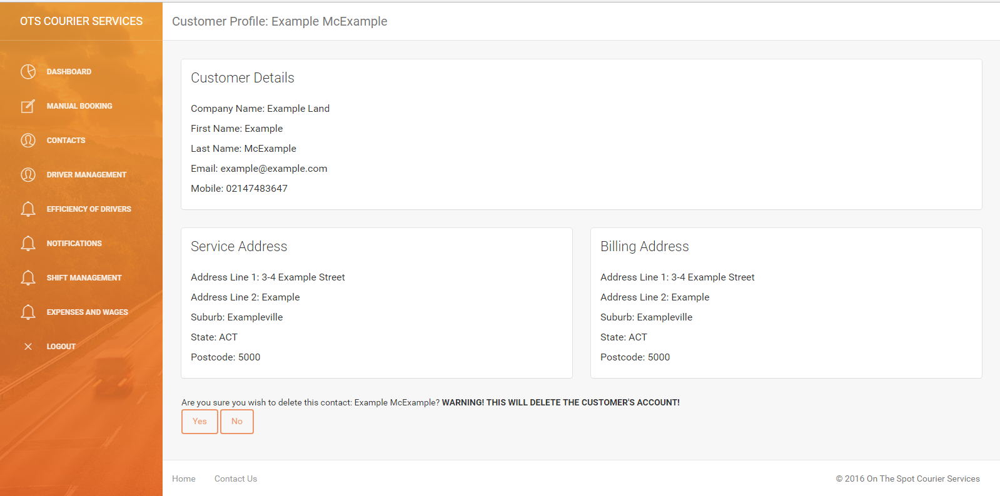 OTS COURIER SERVICES
Customer Profile: Example McExample
DASHBOARD
MANUAL BOOKING
CONTACTS
DRIVER MANAGEMENT
EFFICIENCY OF DRIVERS
NOTIFICATIONS
SHIFT MANAGEMENT
EXPENSES AND WAGES
LOGOUT
Customer Details
Company Name: Example Land
First Name: Example
Last Name: McExample
Email: example@example.com
Mobile: 02147483647
Service Address
Address Line 1: 3-4 Example Street
Address Line 2: Example
Suburb: Exampleville
State: ACT
Postcode: 5000
Billing Address
Address Line 1: 3-4 Example Street
Address Line 2: Example
Suburb: Exampleville
State: ACT
Postcode: 5000
Are you sure you wish to delete this contact: Example McExample? WARNING! THIS WILL DELETE THE CUSTOMER'S ACCOUNT!
Yes No
Home Contact Us © 2016 On The Spot Courier Services